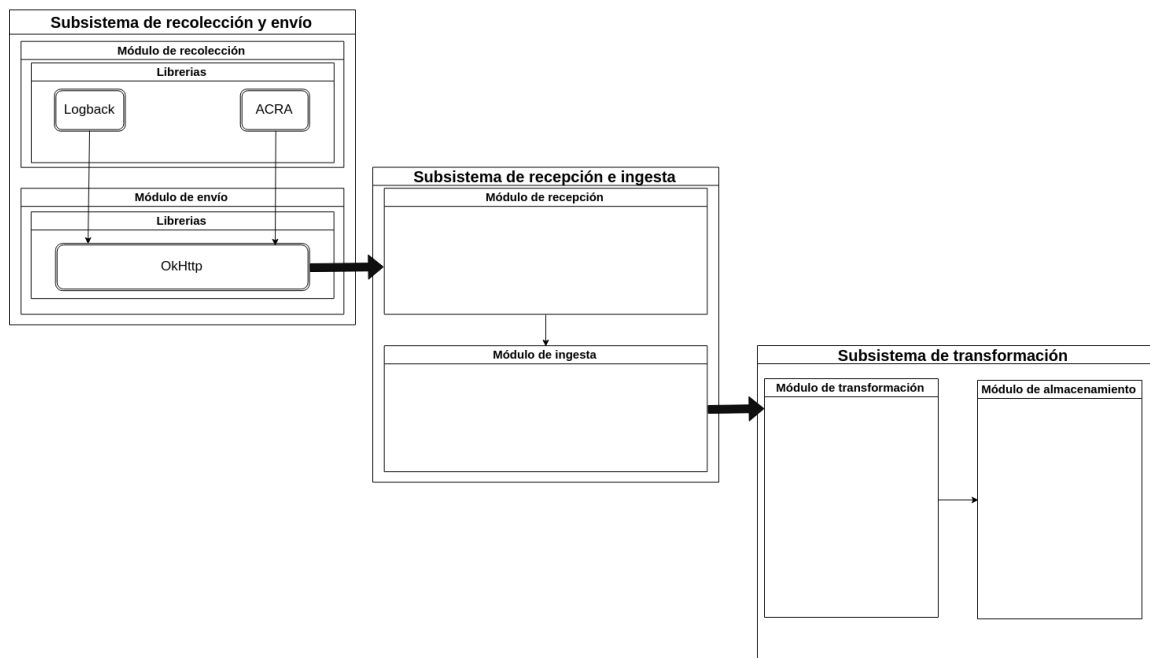 Subsistema de recolección y envío
Módulo de recolección
Librerias
Logback
ACRA
Módulo de envío
Librerias
OkHttp
Subsistema de recepción e ingesta
Módulo de recepción
Módulo de ingesta
Subsistema de transformación
Módulo de transformación
Módulo de almacenamiento